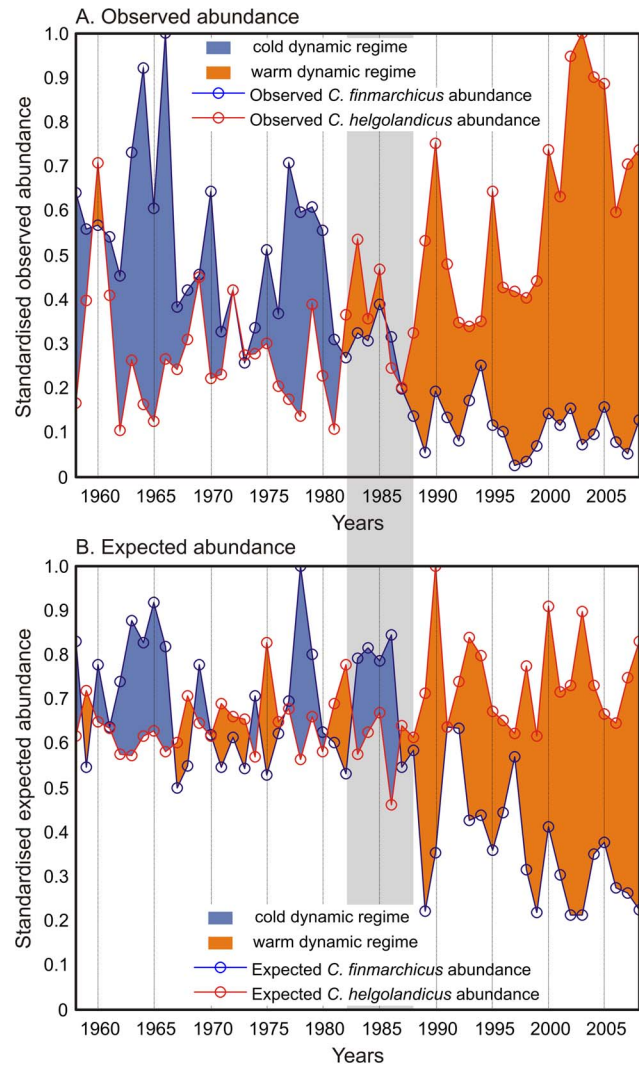 A. Observed abundance
Standardised observed abundance
1.0
0.9
0.8
0.7
0.6
0.5
0.4
0.3
0.2
0.1
0
cold dynamic regime
warm dynamic regime
Observed C. finmarchicus abundance
Observed C. helgolandicus abundance
1960 1965 1970 1975 1980 1985 1990 1995 2000 2005
Years
B. Expected abundance
Standardised expected abundance
1.0
0.9
0.8
0.7
0.6
0.5
0.4
0.3
0.2
0.1
0
cold dynamic regime
warm dynamic regime
Expected C. finmarchicus abundance
Expected C. helgolandicus abundance
1960 1965 1970 1975 1980 1985 1990 1995 2000 2005
Years